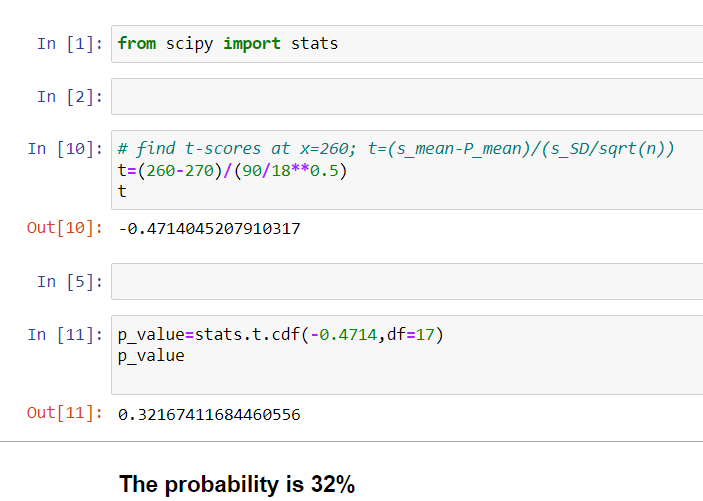 In [1]: from scipy import stats
In [2]:
In [10]: # find t-scores at x=260; t=(s_mean-P_mean)/(s_SD/sqrt(n))
t=(260-270)/(90/18**0.5)
t
Out[10]: -0.4714045207910317
In [5]:
In [11]: p_value=stats.t.cdf(-0.4714,df=17)
p_value
Out[11]: 0.32167411684460556
The probability is 32%